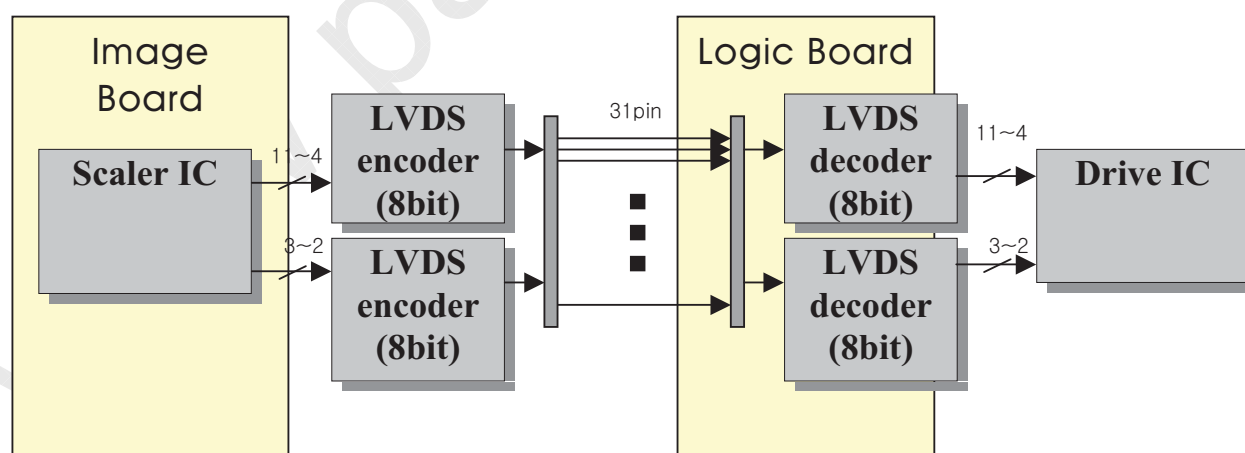 Image
Board
Logic Board
Scaler IC
11~4
3~2
LVDS
encoder
(8bit)
LVDS
encoder
(8bit)
31pin
LVDS
decoder
(8bit)
LVDS
decoder
(8bit)
11~4
3~2
Drive IC